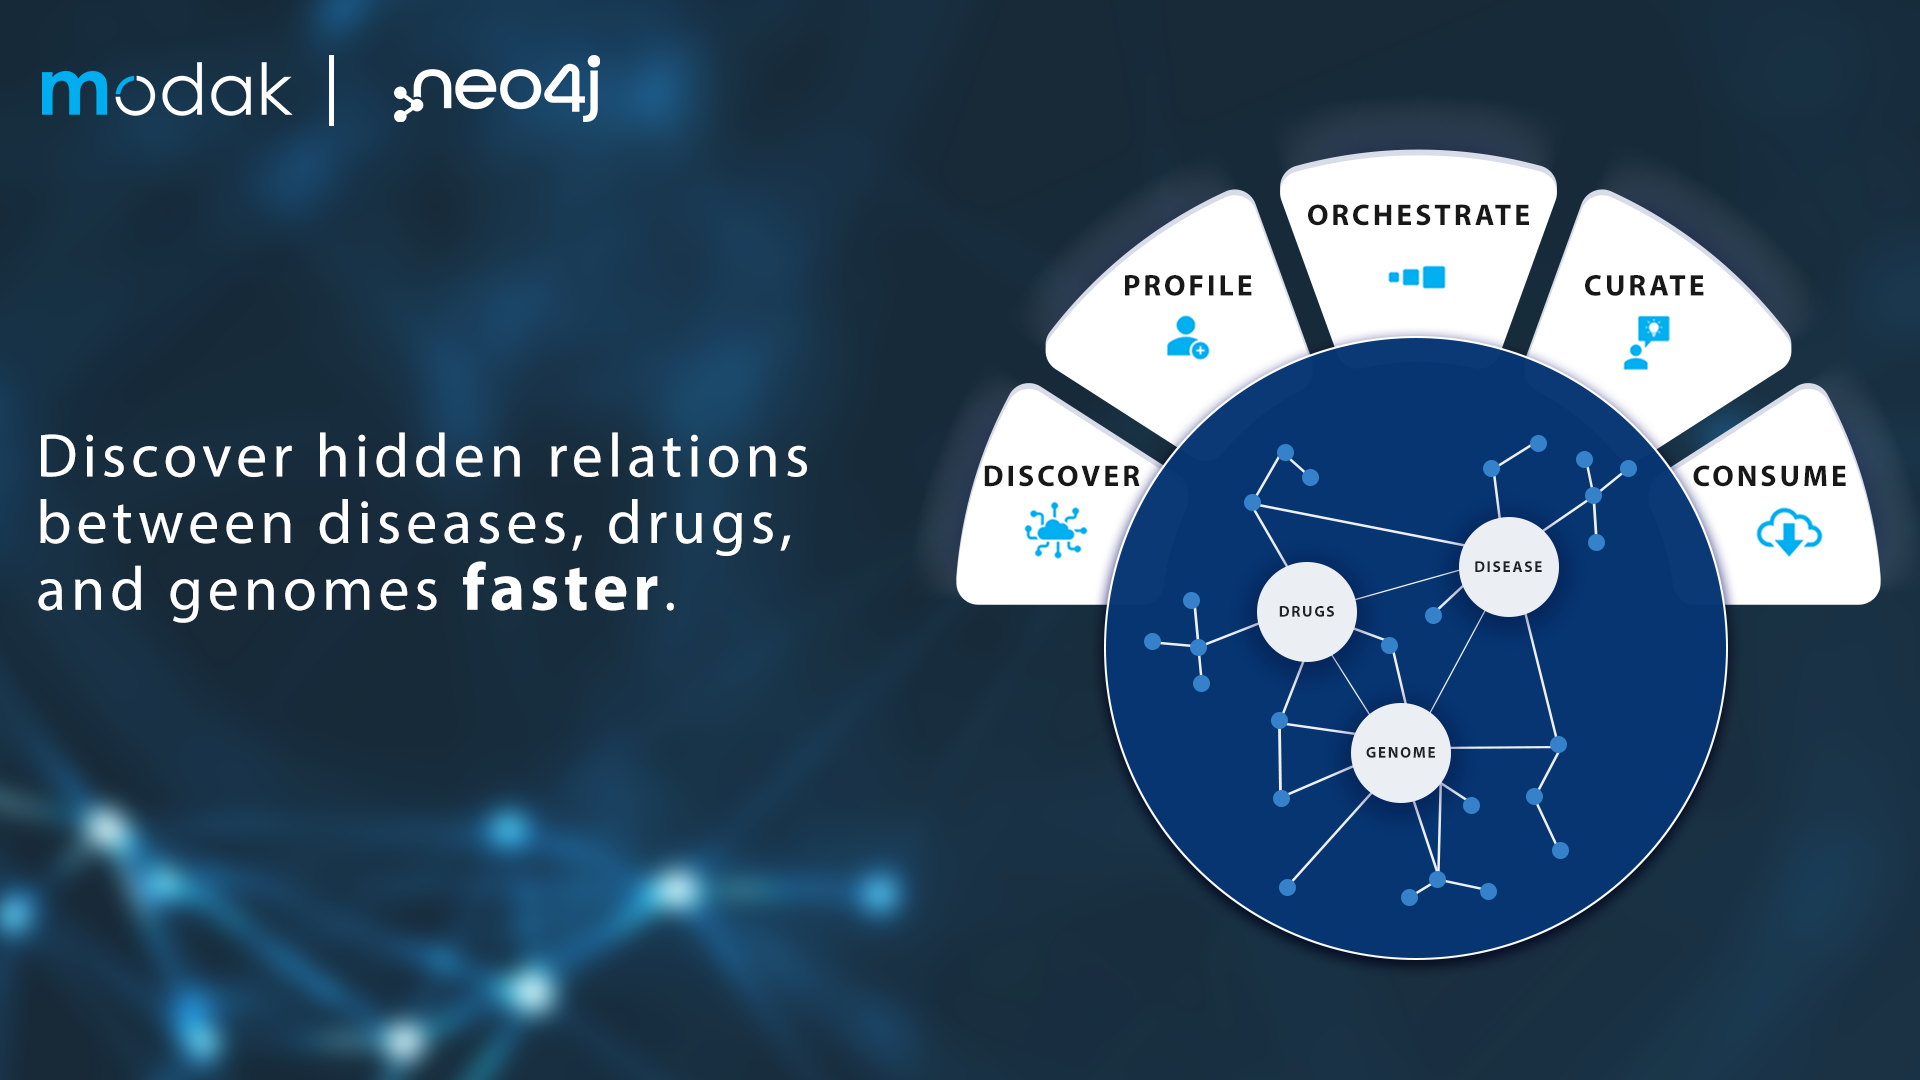 modak | neo4j
Discover hidden relations
between diseases, drugs,
and genomes faster.
DISCOVER
PROFILE
ORCHESTRATE
CURATE
CONSUME
DISEASE
DRUGS
GENOME